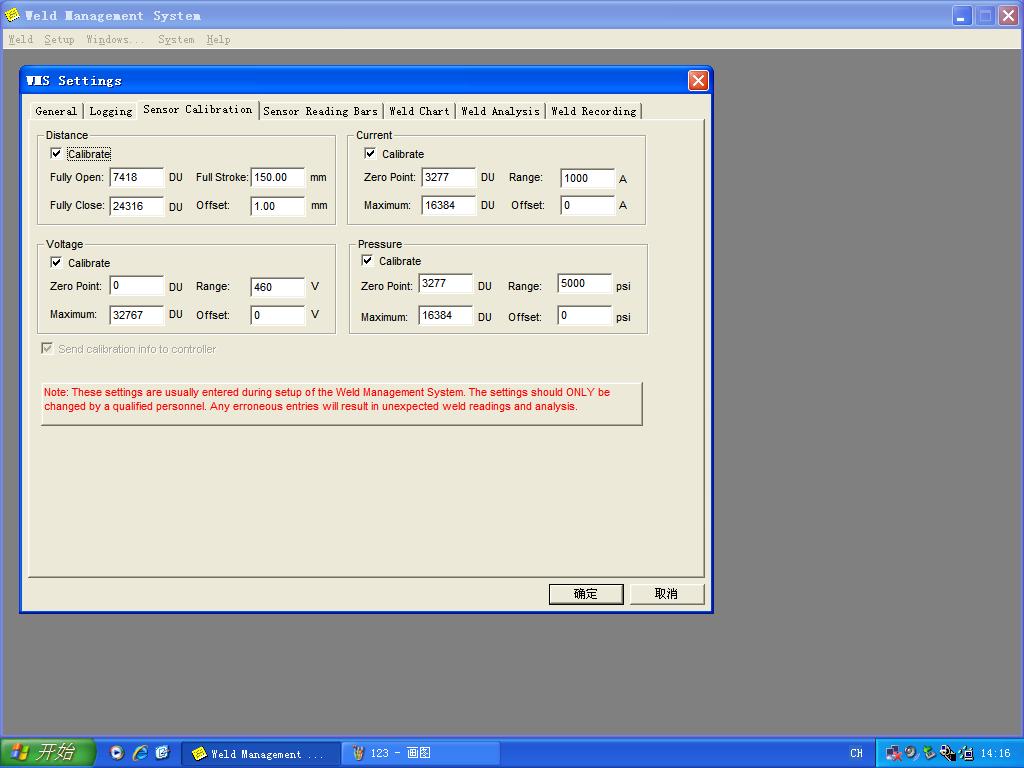 Weld Management System
Weld Setup Windows... System Help
WMS Settings
General Logging Sensor Calibration Sensor Reading Bars Weld Chart Weld Analysis Weld Recording
Distance
Calibrate
Fully Open: 7418 DU Full Stroke: 150.00 mm
Fully Close: 24316 DU Offset: 1.00 mm
Current
Calibrate
Zero Point: 3277 DU Range: 1000 A
Maximum: 16384 DU Offset: 0 A
Voltage
Calibrate
Zero Point: 0 DU Range: 460 V
Maximum: 32767 DU Offset: 0 V
Pressure
Calibrate
Zero Point: 3277 DU Range: 5000 psi
Maximum: 16384 DU Offset: 0 psi
Send calibration info to controller
Note: These settings are usually entered during setup of the Weld Management System. The settings should ONLY be
changed by a qualified personnel. Any erroneous entries will result in unexpected weld readings and analysis.
确定 取消
开始 Weld Management ... 123 - 画图 CH 14:16